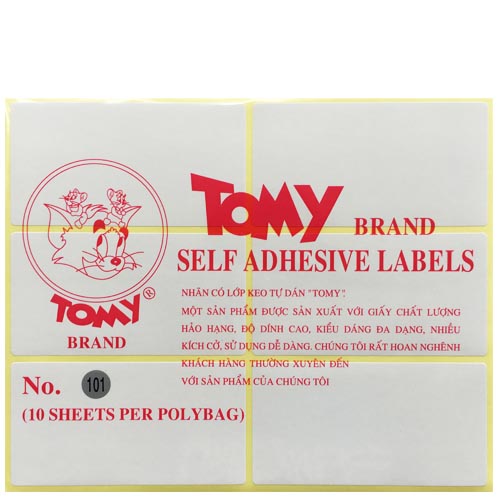 TOMY BRAND
SELF ADHESIVE LABELS
TOMY®
BRAND
NHÃN CÓ LỚP KEO TỰ DÁN "TOMY".
MỘT SẢN PHẨM ĐƯỢC SẢN XUẤT VỚI GIẤY CHẤT LƯỢNG
HẢO HẠNG, ĐỘ DÍNH CAO, KIỂU DÁNG ĐA DẠNG, NHIỀU
KÍCH CỠ, SỬ DỤNG DỄ DÀNG. CHÚNG TÔI RẤT HOAN NGHÊNH
KHÁCH HÀNG THƯỜNG XUYÊN ĐẾN
VỚI SẢN PHẨM CỦA CHÚNG TÔI
No. 101
(10 SHEETS PER POLYBAG)